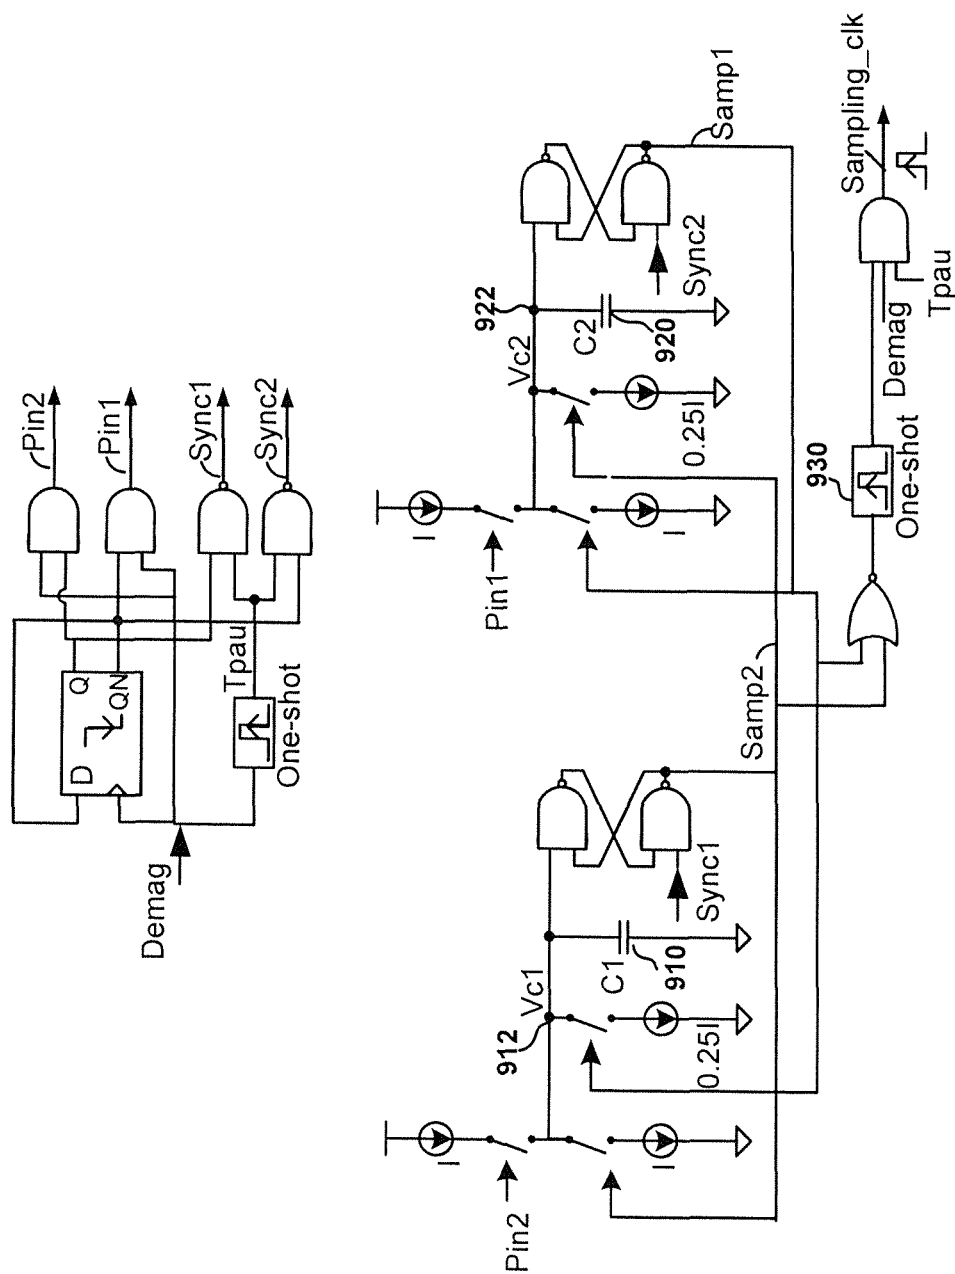 Demag
D
Q
QN
Tpau
One-shot
Pin2
Pin1
Sync1
Sync2
Pin1
I
I
0.25I
Vc2
922
C2
920
Sync2
Samp1
Pin2
I
I
0.25I
912
Vc1
C1
910
Sync1
Samp2
930
One-shot
Demag
Tpau
Sampling_clk